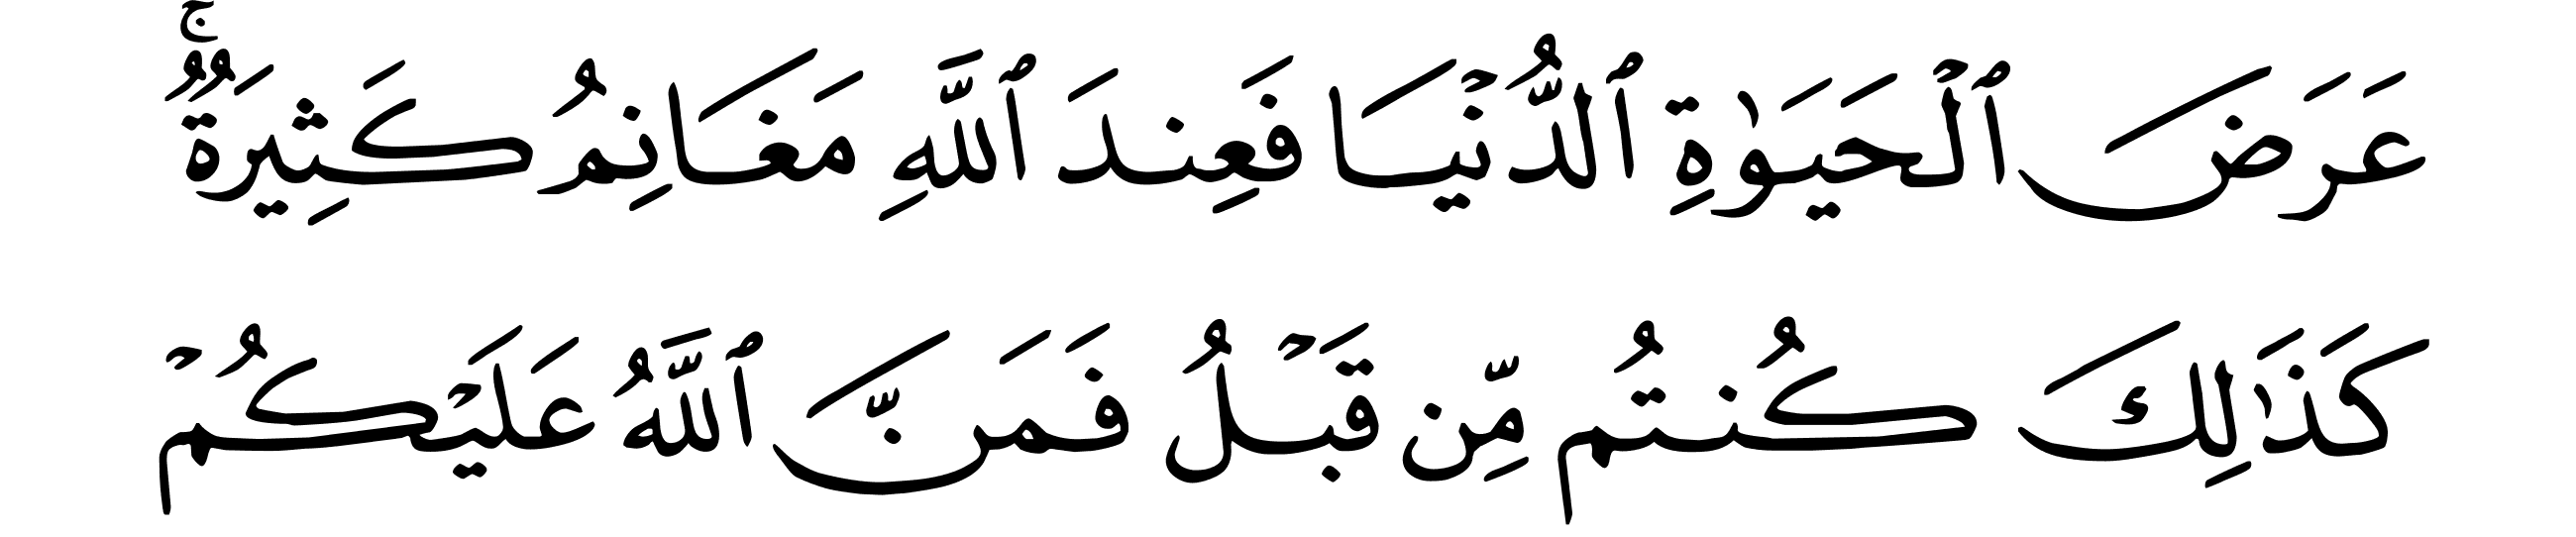 عَرَضَ ٱلْحَيَوٰةِ ٱلدُّنْيَا فَعِندَ ٱللَّهِ مَغَانِمُ كَثِيرَةٌۚ
كَذَٰلِكَ كُنتُم مِّن قَبْلُ فَمَنَّ ٱللَّهُ عَلَيْكُمْ